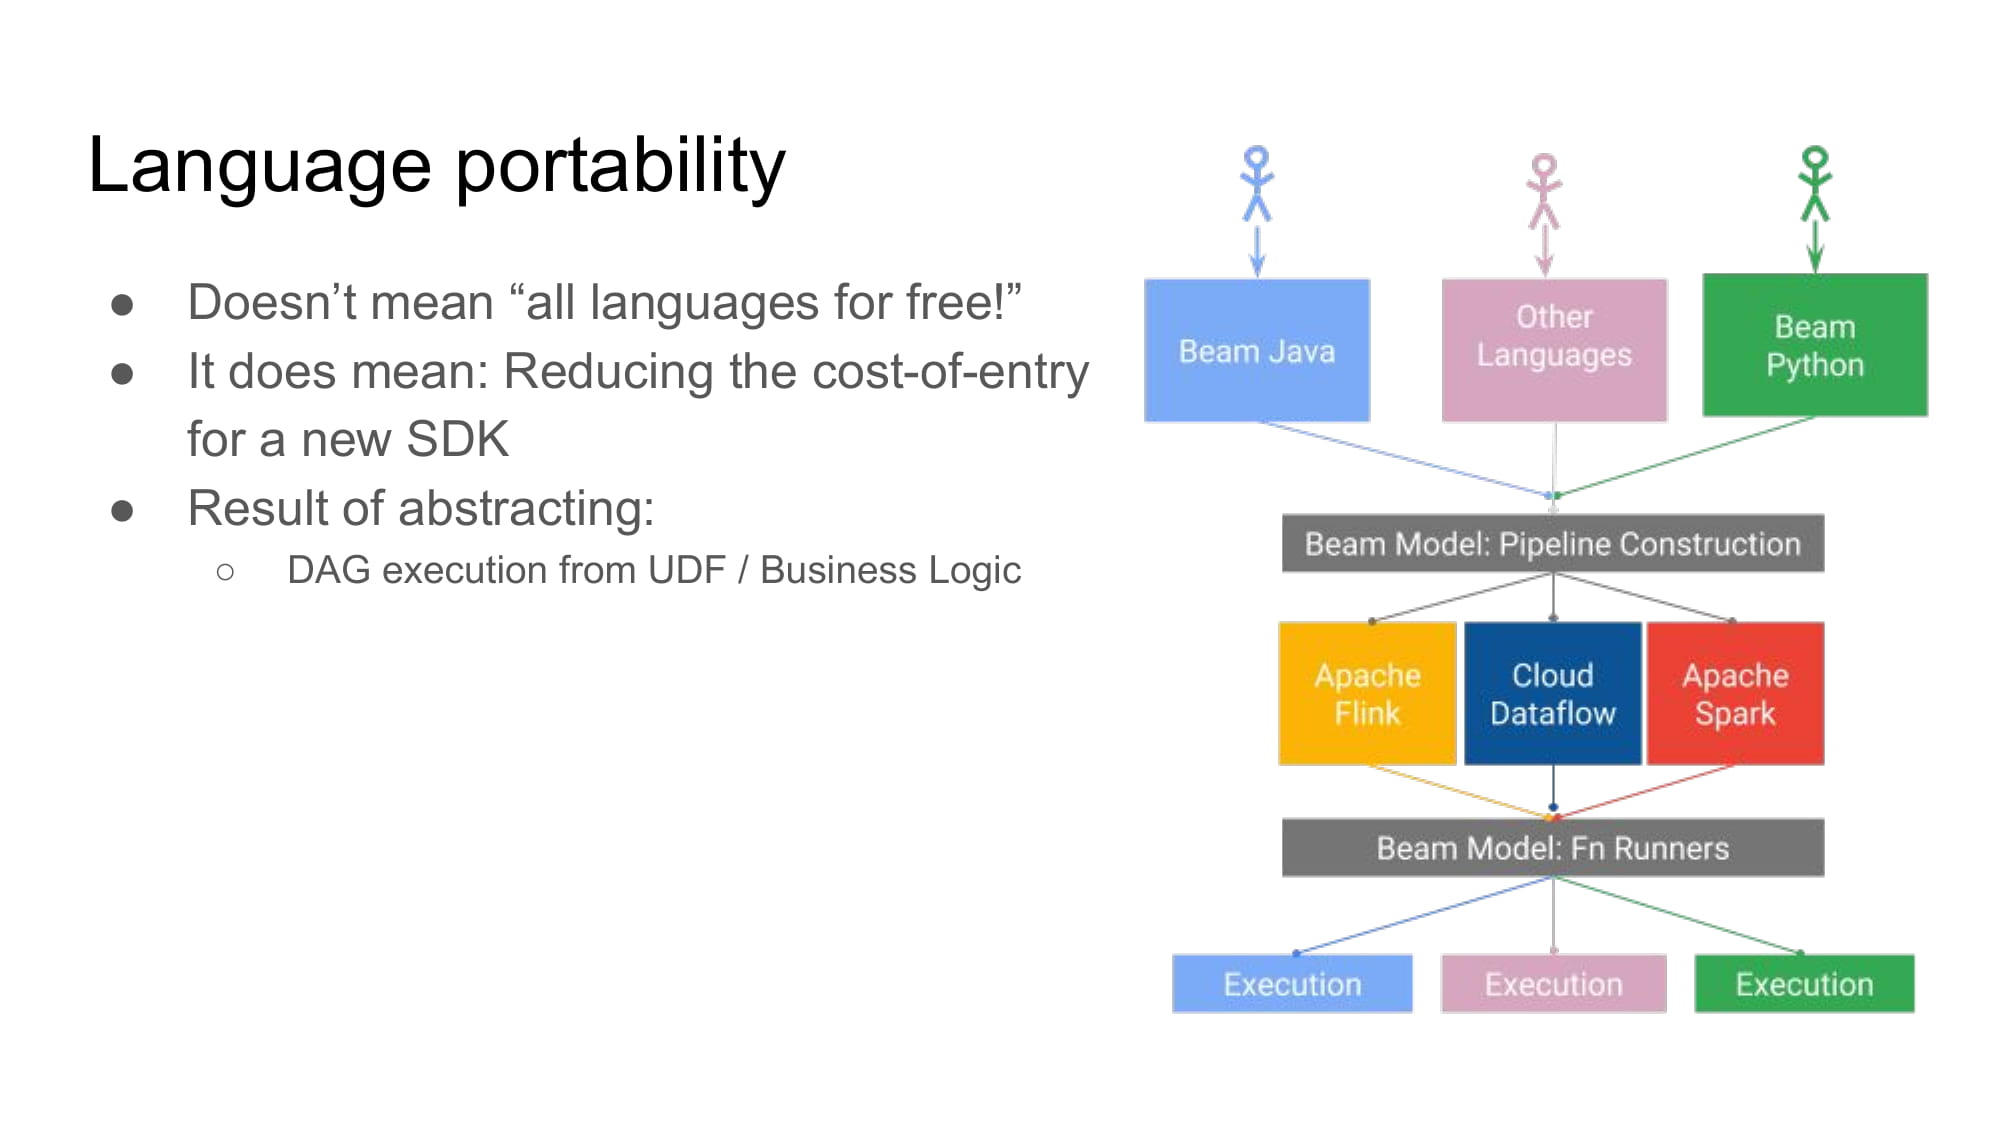 Language portability
● Doesn’t mean “all languages for free!”
● It does mean: Reducing the cost-of-entry
for a new SDK
● Result of abstracting:
○ DAG execution from UDF / Business Logic
Beam Java
Other
Languages
Beam
Python
Beam Model: Pipeline Construction
Apache
Flink
Cloud
Dataflow
Apache
Spark
Beam Model: Fn Runners
Execution
Execution
Execution